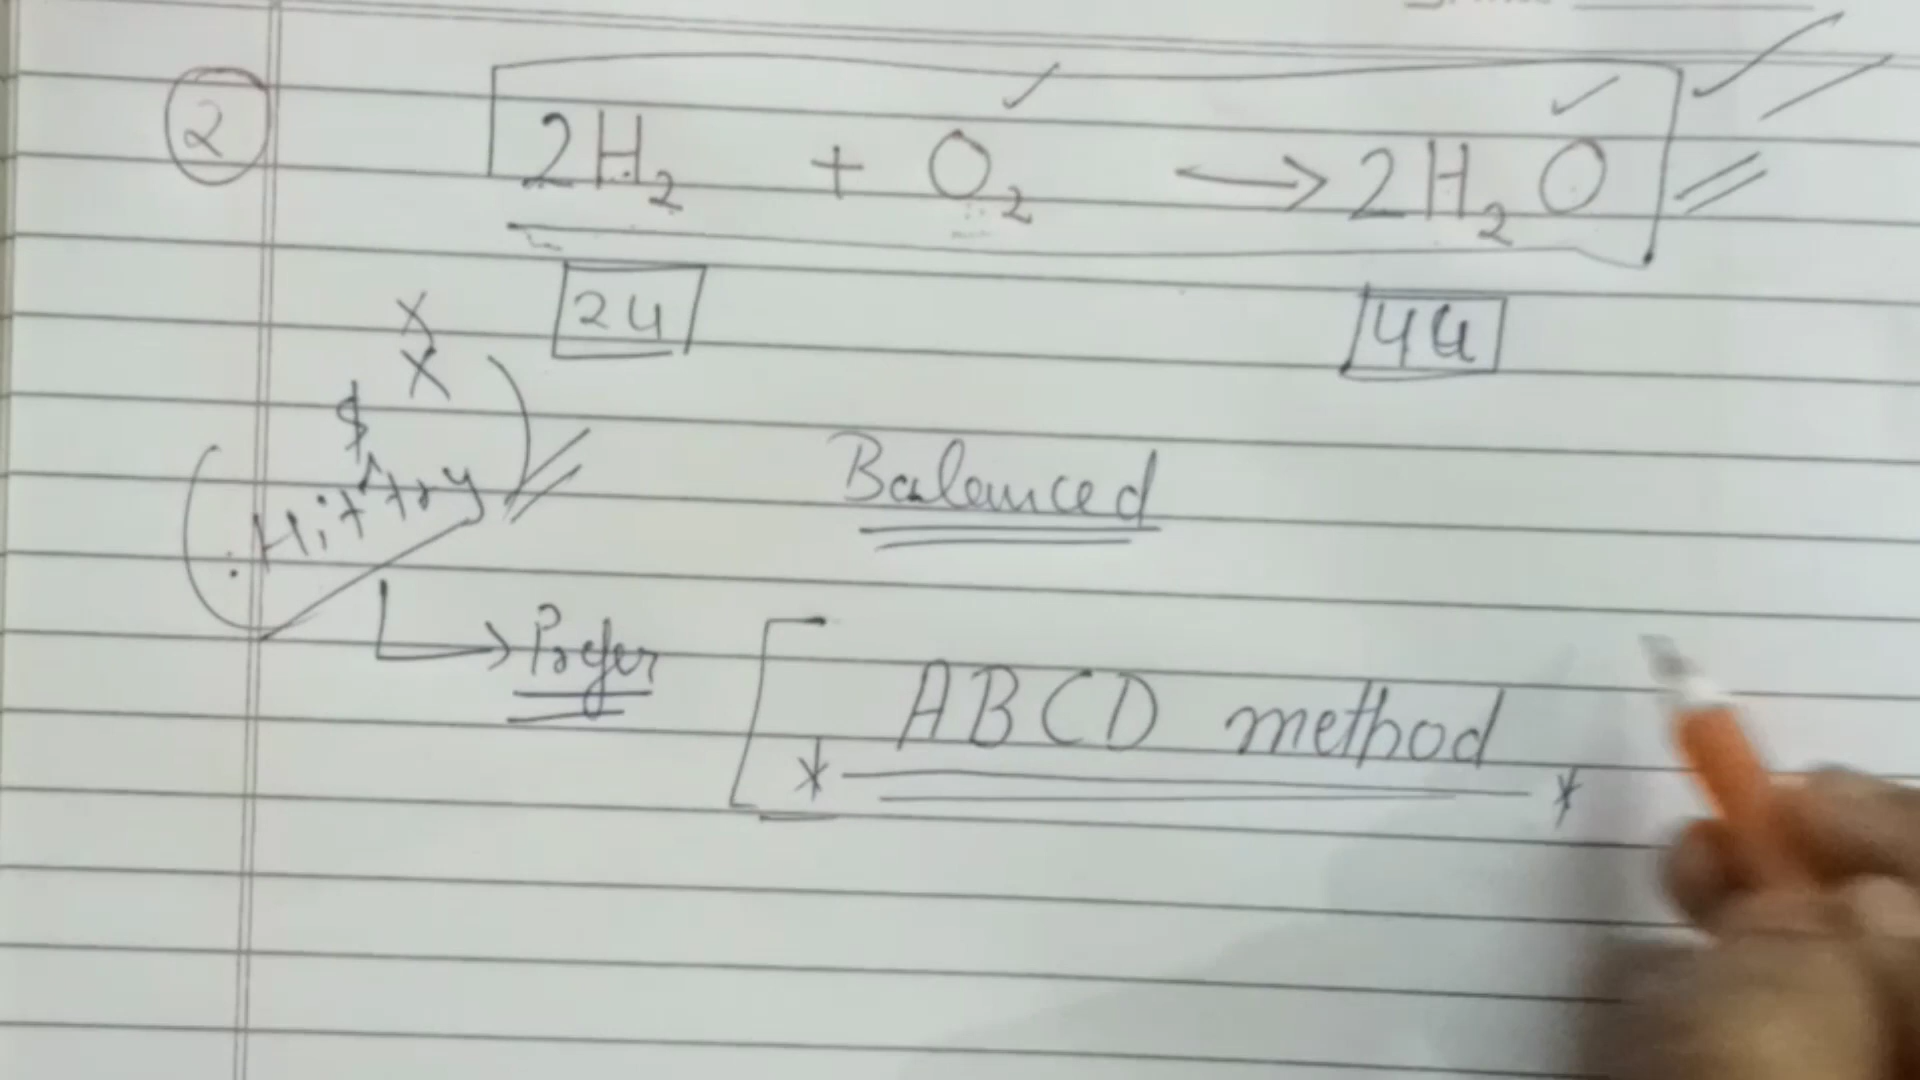 2 2H₂ + O₂ → 2H₂O
24 44
x
x
$
Hit try
Balanced
→ Prefer ABCD method